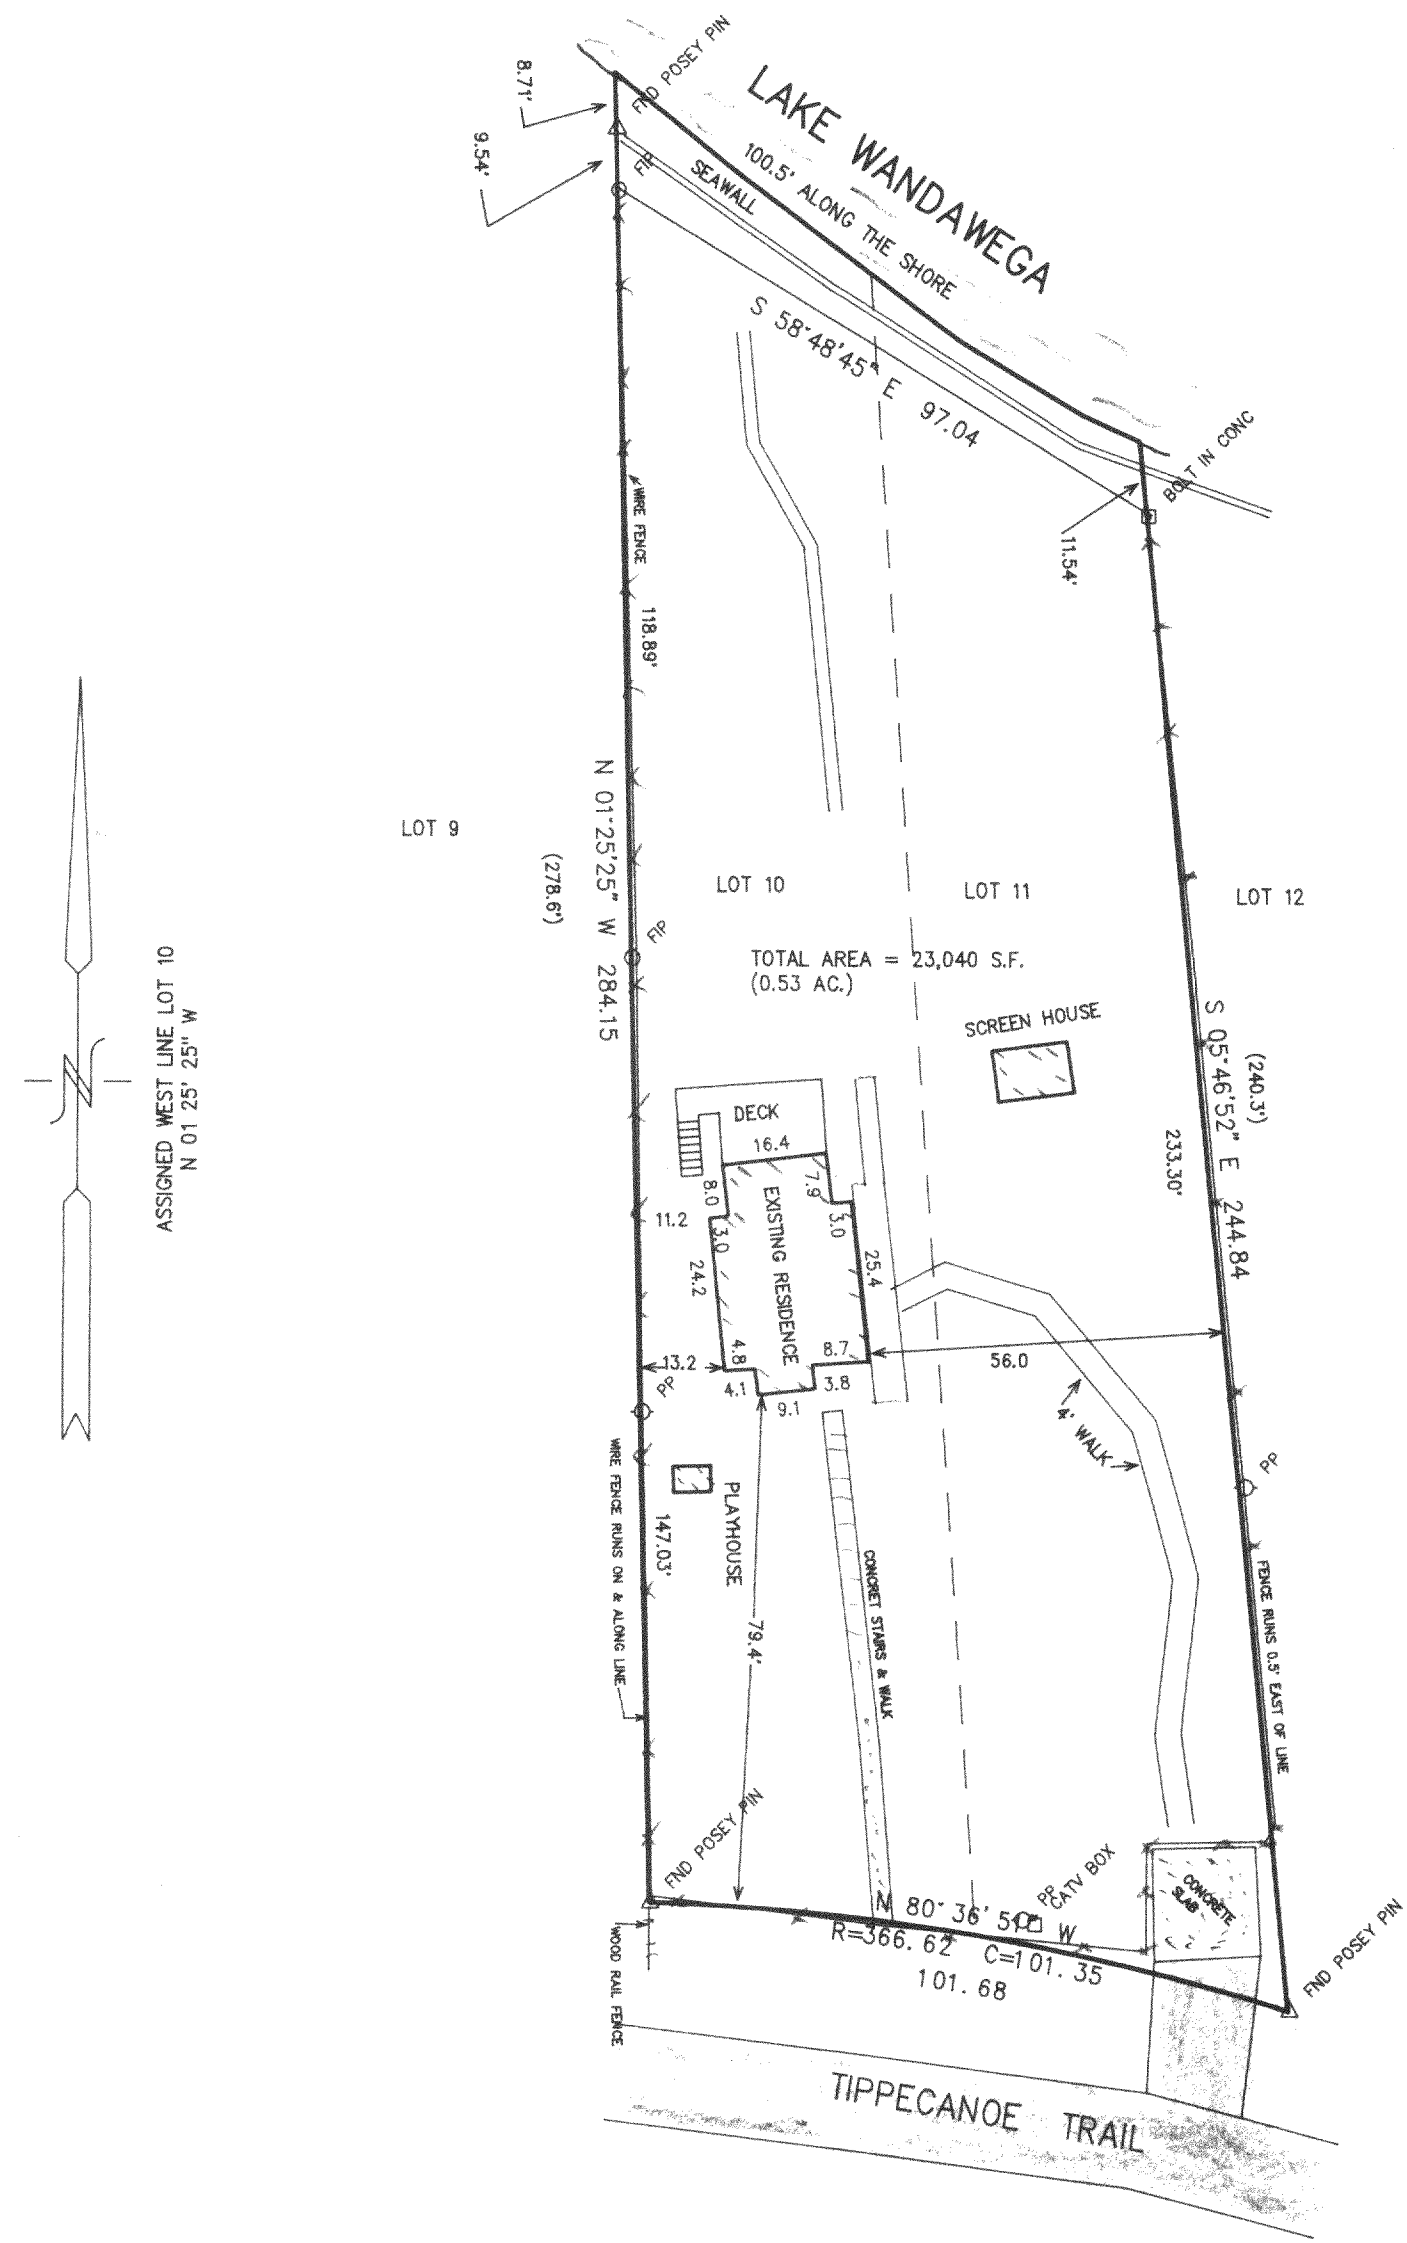 FND POSEY PIN
8.71'
9.54'
FIP
LAKE WANDAWEGA
100.5' ALONG THE SHORE
SEAWALL
S 58°48'45" E 97.04
BOLT IN CONC
11.54'
WIRE FENCE
118.89'
N 01°25'25" W 284.15
(278.6')
LOT 9
LOT 10
LOT 11
LOT 12
FIP
TOTAL AREA = 23,040 S.F.
(0.53 AC.)
ASSIGNED WEST LINE LOT 10
N 01 25' 25" W
SCREEN HOUSE
S 05°46'52" E 244.84
(240.3')
233.30'
DECK
16.4
8.0
7.9
11.2
3.0
3.0
EXISTING RESIDENCE
24.2
25.4
4.8
8.7
13.2
56.0
4.1
3.8
9.1
PP
4' WALK
PP
PLAYHOUSE
147.03'
WIRE FENCE RUNS ON & ALONG LINE
79.4'
CONCRET STAIRS & WALK
FENCE RUNS 0.5' EAST OF LINE
FND POSEY PIN
PP
CATV BOX
CONCRETE
SLAB
N 80°36'51" W
R=366.62 C=101.35
101.68
FND POSEY PIN
WOOD RAIL FENCE
TIPPECANOE TRAIL